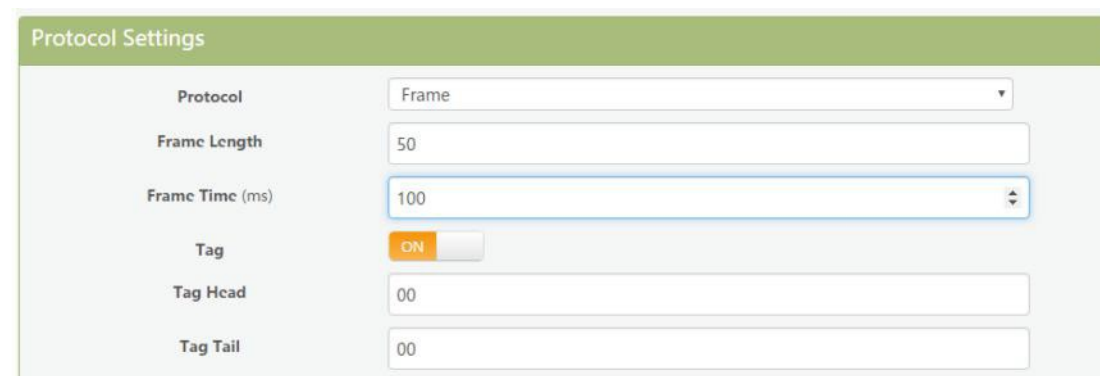 Protocol Settings
Protocol Frame
Frame Length 50
Frame Time (ms) 100
Tag ON
Tag Head 00
Tag Tail 00